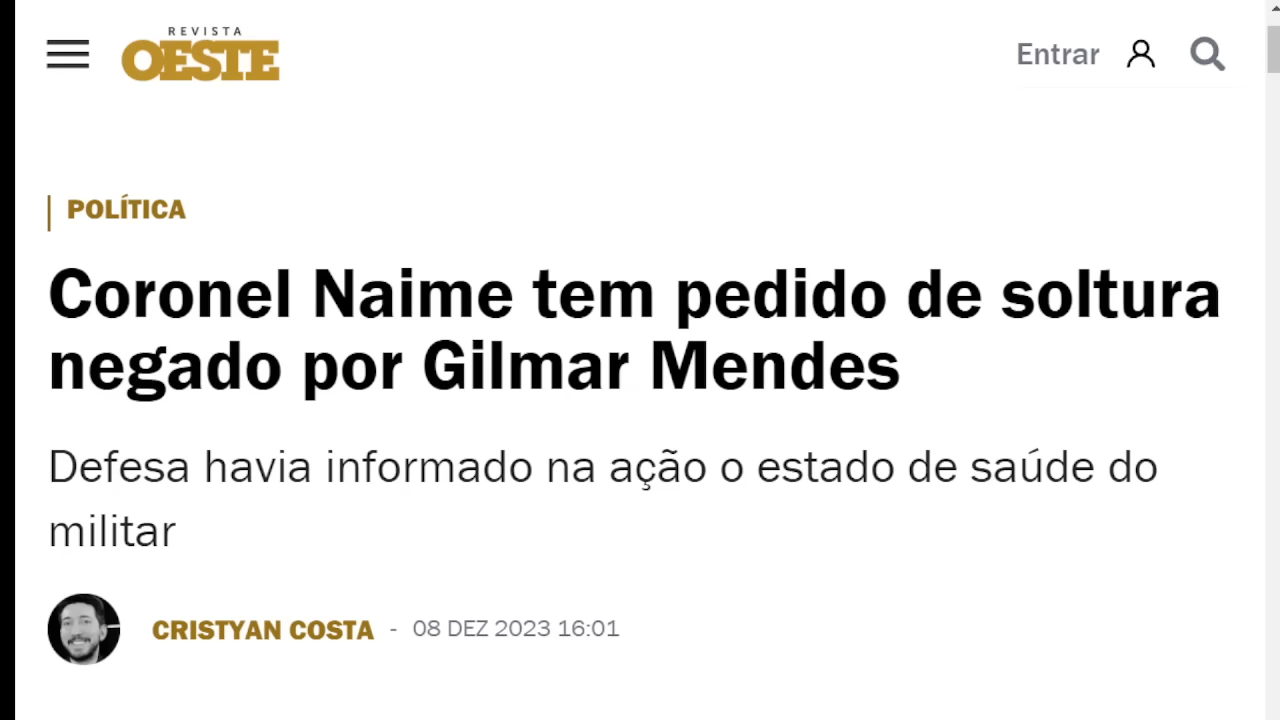 REVISTA
OESTE
Entrar
POLÍTICA
Coronel Naime tem pedido de soltura
negado por Gilmar Mendes
Defesa havia informado na ação o estado de saúde do
militar
CRISTYAN COSTA - 08 DEZ 2023 16:01